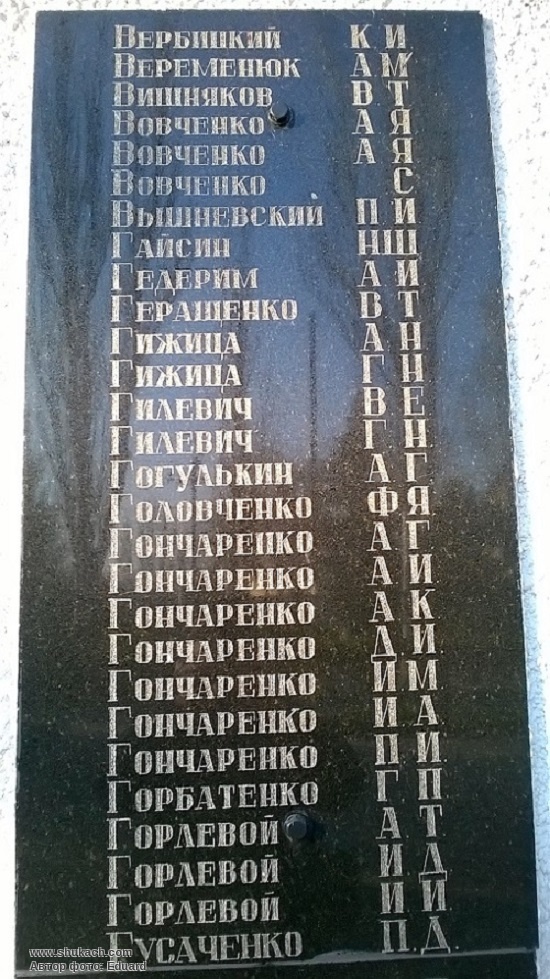 Вербицкий К И
Веременюк А М
Вишняков В Т
Вовченко А Я
Вовченко А Я
Вовченко С
Вышневский П И
Гайсин Н Ш
Гедерим А И
Геращенко В Т
Гижица А Н
Гижица Г Н
Гилевич В Е
Гилевич Г Н
Гогулькин А Г
Головченко Ф Я
Гончаренко А Г
Гончаренко А И
Гончаренко А К
Гончаренко Д И
Гончаренко И М
Гончаренко И А
Гончаренко П И
Горбатенко Г П
Горлевой А Т
Горлевой И Д
Горлевой И И
Гусаченко П.Д.
www.shukach.com
Автор фото: Eduard